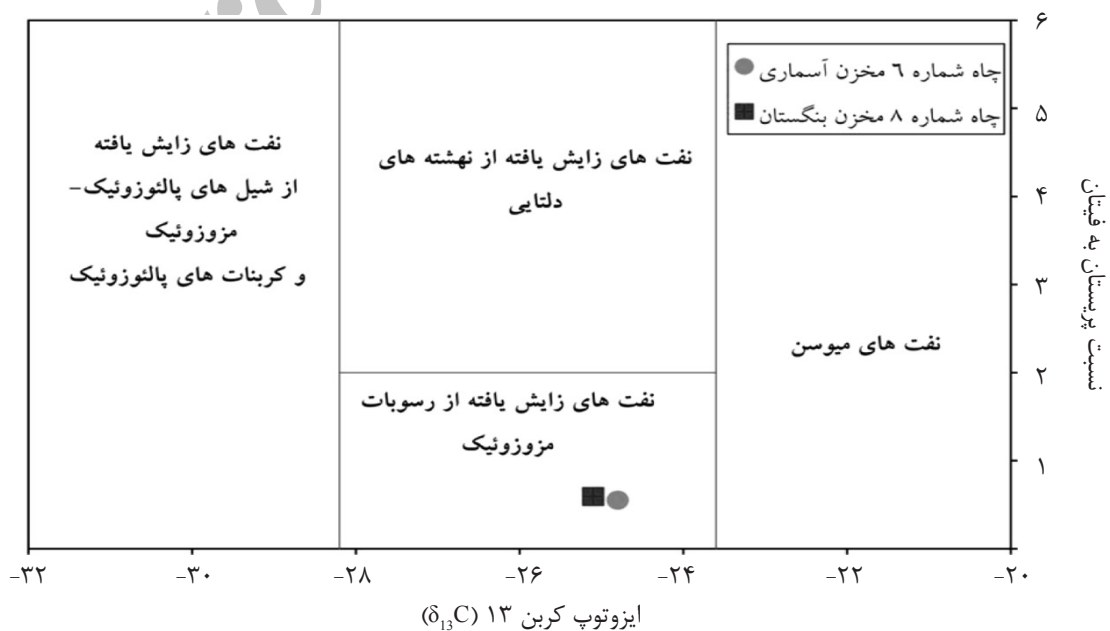 چاه شماره ٦ مخزن آسماری
چاه شماره ۸ مخزن بنگستان
نفت های زایش یافته
از شیل های پالئوزوئیک–
مزوزوئیک
و کربنات های پالئوزوئیک
نفت های زایش یافته از نهشته های
دلتایی
نفت های میوسن
نفت های زایش یافته از رسوبات
مزوزوئیک
۶
۵
۴
۳
۲
۱
نسبت پریستان به فیتان
–۳۲
–۳۰
–۲۸
–۲۶
–۲۴
–۲۲
–۲۰
ایزوتوپ کربن ۱۳ (δ13C)